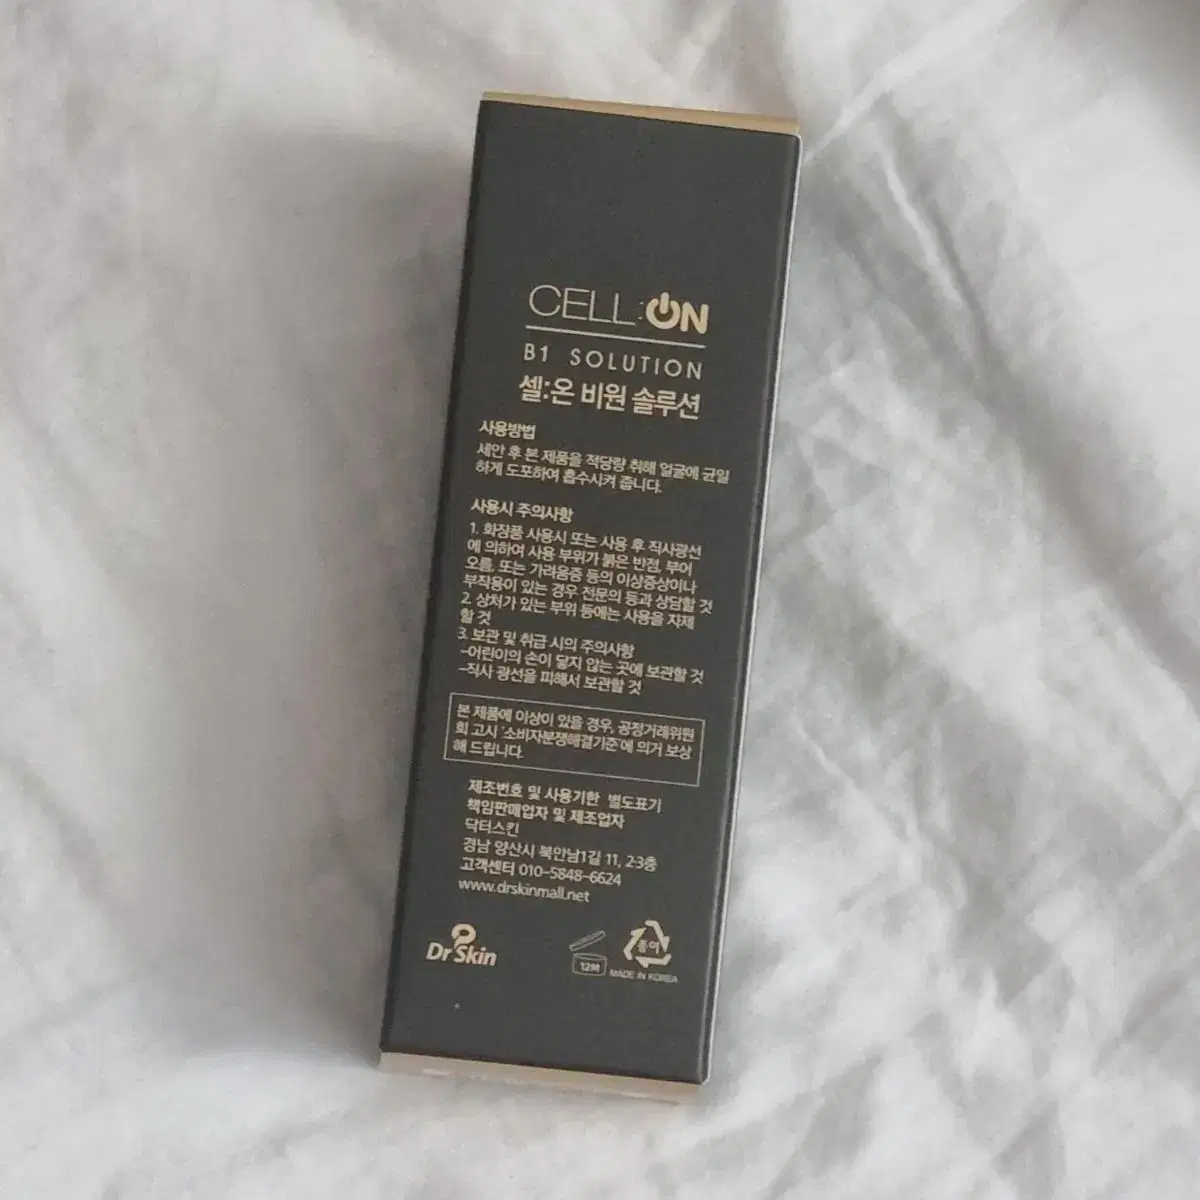 CELL:ON
B1 SOLUTION
셀:온 비원 솔루션
사용방법
세안 후 본 제품을 적당량 취해 얼굴에 균일
하게 도포하여 흡수시켜 줍니다.
사용시 주의사항
1. 화장품 사용시 또는 사용 후 직사광선
에 의하여 사용 부위가 붉은 반점, 부어
오름, 또는 가려움증 등의 이상증상이나
부작용이 있는 경우 전문의 등과 상담할 것
2. 상처가 있는 부위 등에는 사용을 자제
할 것
3. 보관 및 취급 시의 주의사항
-어린이의 손이 닿지 않는 곳에 보관할 것
-직사 광선을 피해서 보관할 것
본 제품에 이상이 있을 경우, 공정거래위원
회 고시 '소비자분쟁해결기준'에 의거 보상
해 드립니다.
제조번호 및 사용기한 별도표기
책임판매업자 및 제조업자
닥터스킨
경남 양산시 북안남1길 11, 2-3층
고객센터 010-5848-6624
www.drskinmall.net
Dr Skin
12M
종이
MADE IN KOREA